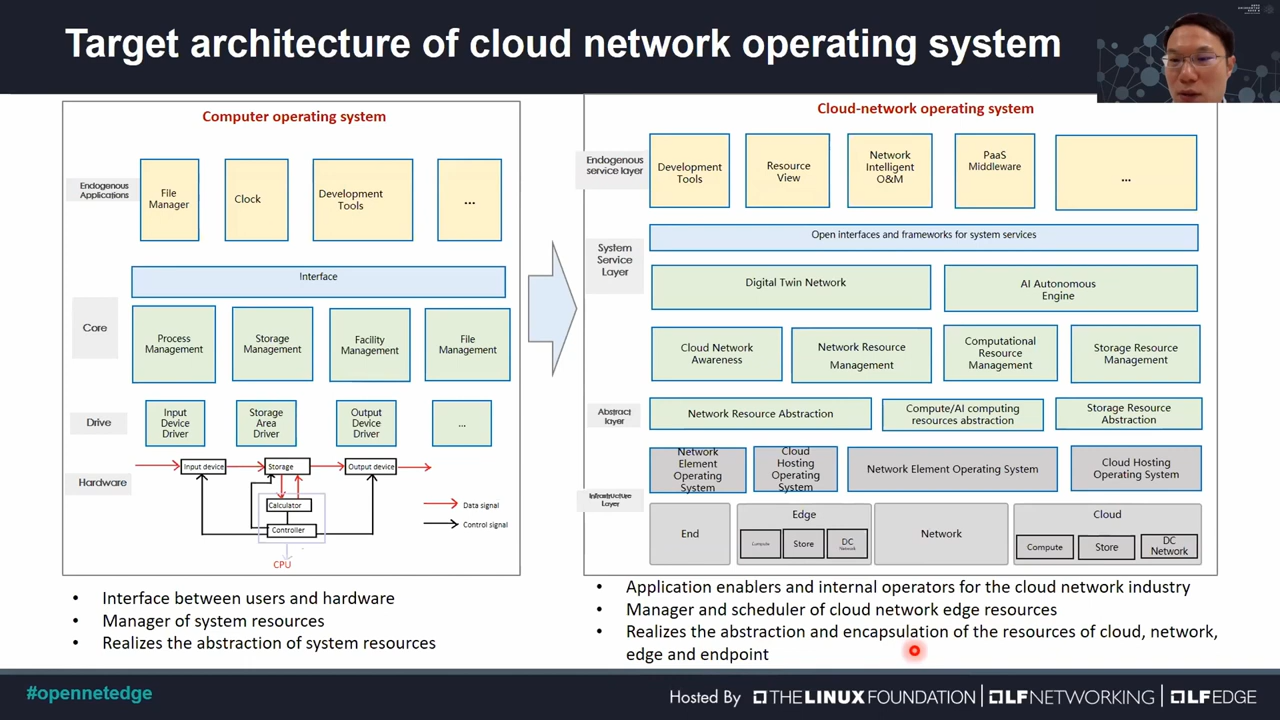 Target architecture of cloud network operating system
Computer operating system
Endogenous
Applications
File
Manager
Clock
Development
Tools
...
Interface
Core
Process
Management
Storage
Management
Facility
Management
File
Management
Drive
Input
Device
Driver
Storage
Area
Driver
Output
Device
Driver
...
Hardware
Input device
Storage
Output device
Calculator
Controller
CPU
Data signal
Control signal
• Interface between users and hardware
• Manager of system resources
• Realizes the abstraction of system resources
Cloud-network operating system
Endogenous
service layer
Development
Tools
Resource
View
Network
Intelligent
O&M
PaaS
Middleware
...
Open interfaces and frameworks for system services
System
Service
Layer
Digital Twin Network
AI Autonomous
Engine
Cloud Network
Awareness
Network Resource
Management
Computational
Resource
Management
Storage Resource
Management
Abstract
layer
Network Resource Abstraction
Compute/AI computing
resources abstraction
Storage Resource
Abstraction
Network
Element
Operating
System
Cloud
Hosting
Operating
System
Network Element Operating System
Cloud Hosting
Operating System
Infrastructure
Layer
End
Edge
Compute
Store
DC
Network
Network
Cloud
Compute
Store
DC
Network
• Application enablers and internal operators for the cloud network industry
• Manager and scheduler of cloud network edge resources
• Realizes the abstraction and encapsulation of the resources of cloud, network,
edge and endpoint
#opennetedge
Hosted By THE LINUX FOUNDATION | LF NETWORKING | LF EDGE